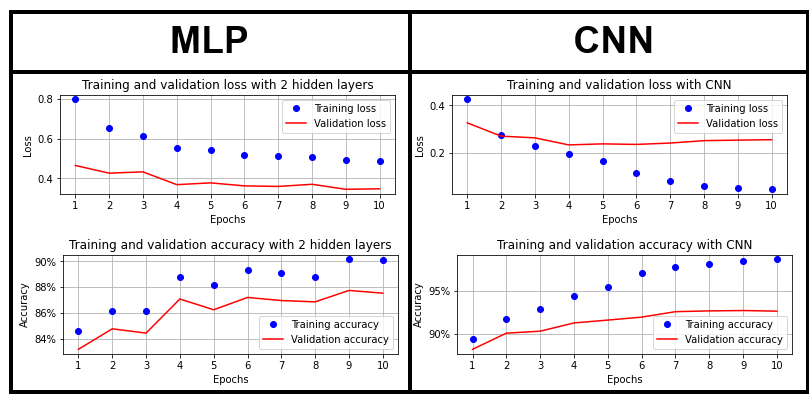 MLP
CNN
Training and validation loss with 2 hidden layers
0.8
0.6
0.4
Loss
Training loss
Validation loss
1 2 3 4 5 6 7 8 9 10
Epochs
Training and validation loss with CNN
0.4
0.2
Loss
Training loss
Validation loss
1 2 3 4 5 6 7 8 9 10
Epochs
Training and validation accuracy with 2 hidden layers
90%
88%
86%
84%
Accuracy
Training accuracy
Validation accuracy
1 2 3 4 5 6 7 8 9 10
Epochs
Training and validation accuracy with CNN
95%
90%
Accuracy
Training accuracy
Validation accuracy
1 2 3 4 5 6 7 8 9 10
Epochs